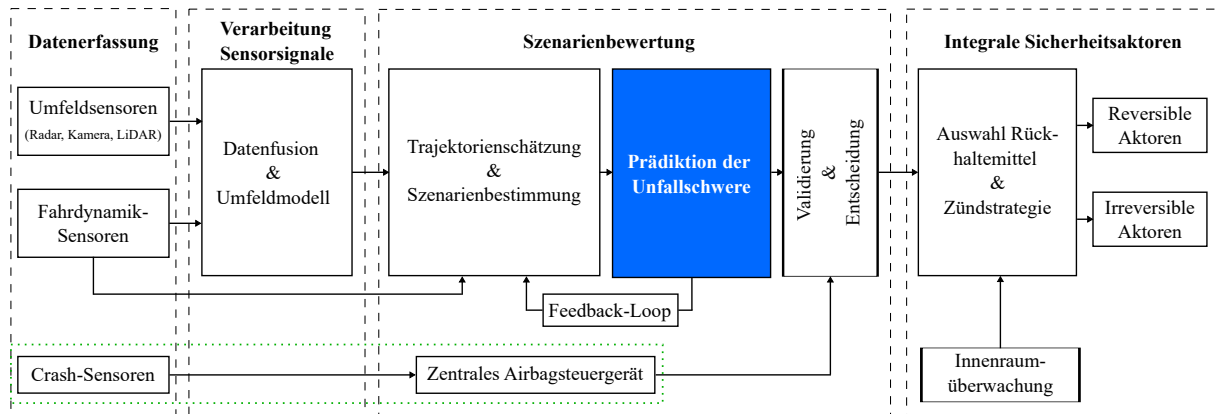 Datenerfassung
Verarbeitung
Sensorsignale
Szenarienbewertung
Integrale Sicherheitsaktoren
Umfeldsensoren
(Radar, Kamera, LiDAR)
Fahrdynamik-
Sensoren
Datenfusion
&
Umfeldmodell
Trajektorienschätzung
&
Szenarienbestimmung
Prädiktion der
Unfallschwere
Validierung
&
Entscheidung
Auswahl Rück-
haltemittel
&
Zündstrategie
Reversible
Aktoren
Irreversible
Aktoren
Feedback-Loop
Crash-Sensoren
Zentrales Airbagsteuergerät
Innenraum-
überwachung